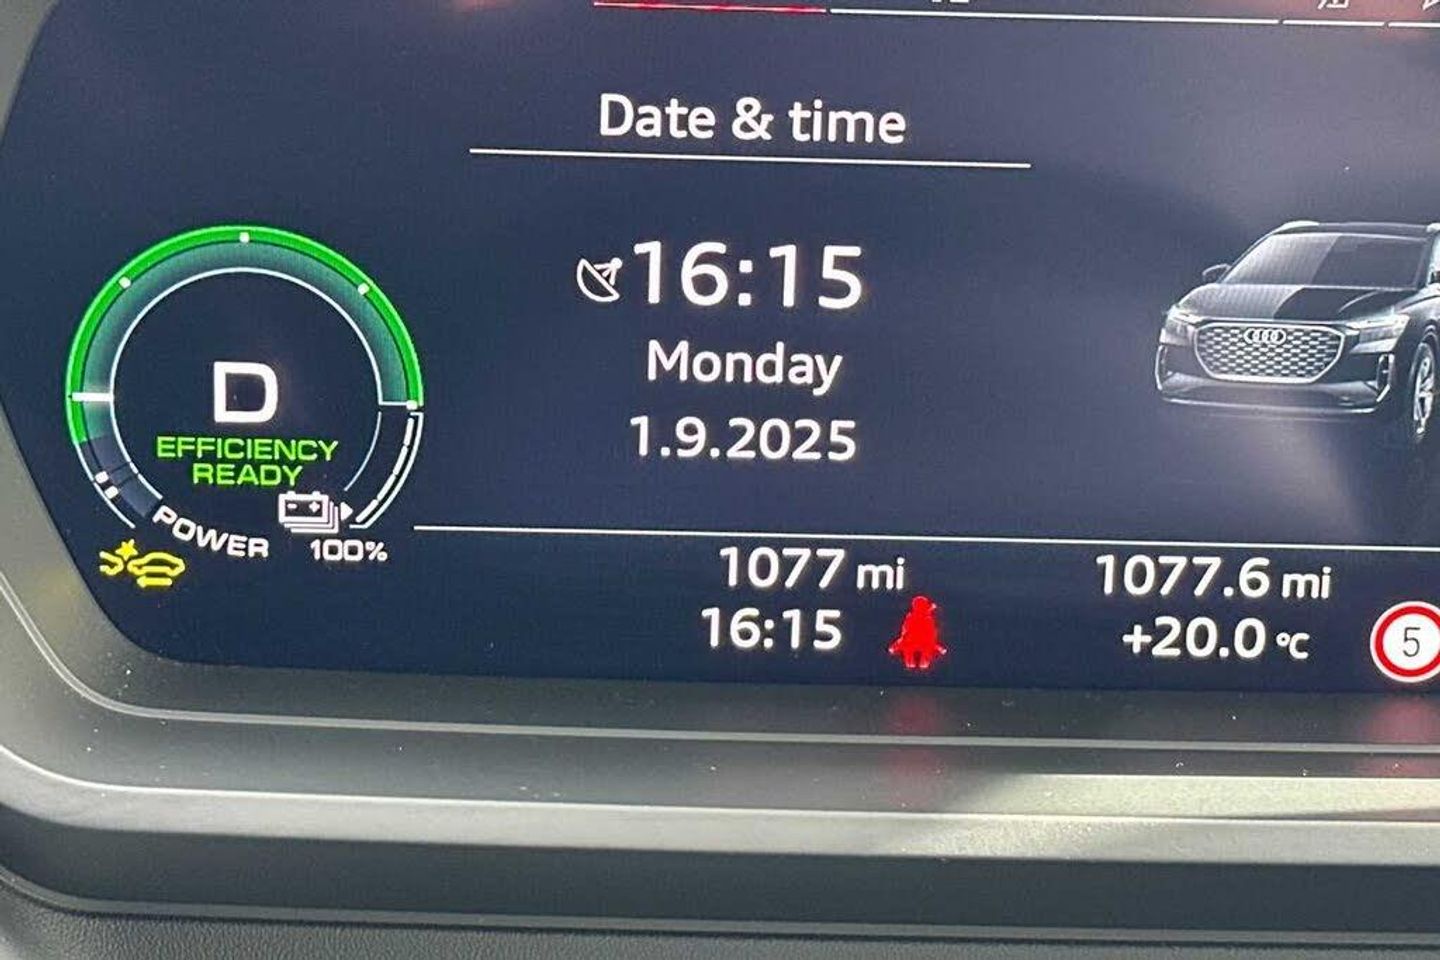 Date & time
16:15
Monday
1.9.2025
D
EFFICIENCY
READY
POWER
100%
1077 mi
1077.6 mi
16:15
+20.0 °C
5